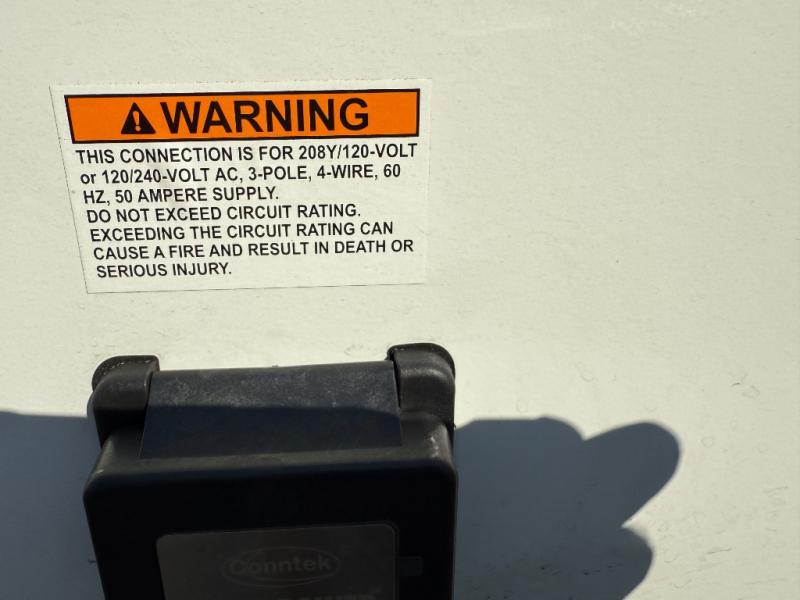 WARNING
THIS CONNECTION IS FOR 208Y/120-VOLT
or 120/240-VOLT AC, 3-POLE, 4-WIRE, 60
HZ, 50 AMPERE SUPPLY.
DO NOT EXCEED CIRCUIT RATING.
EXCEEDING THE CIRCUIT RATING CAN
CAUSE A FIRE AND RESULT IN DEATH OR
SERIOUS INJURY.
Conntek